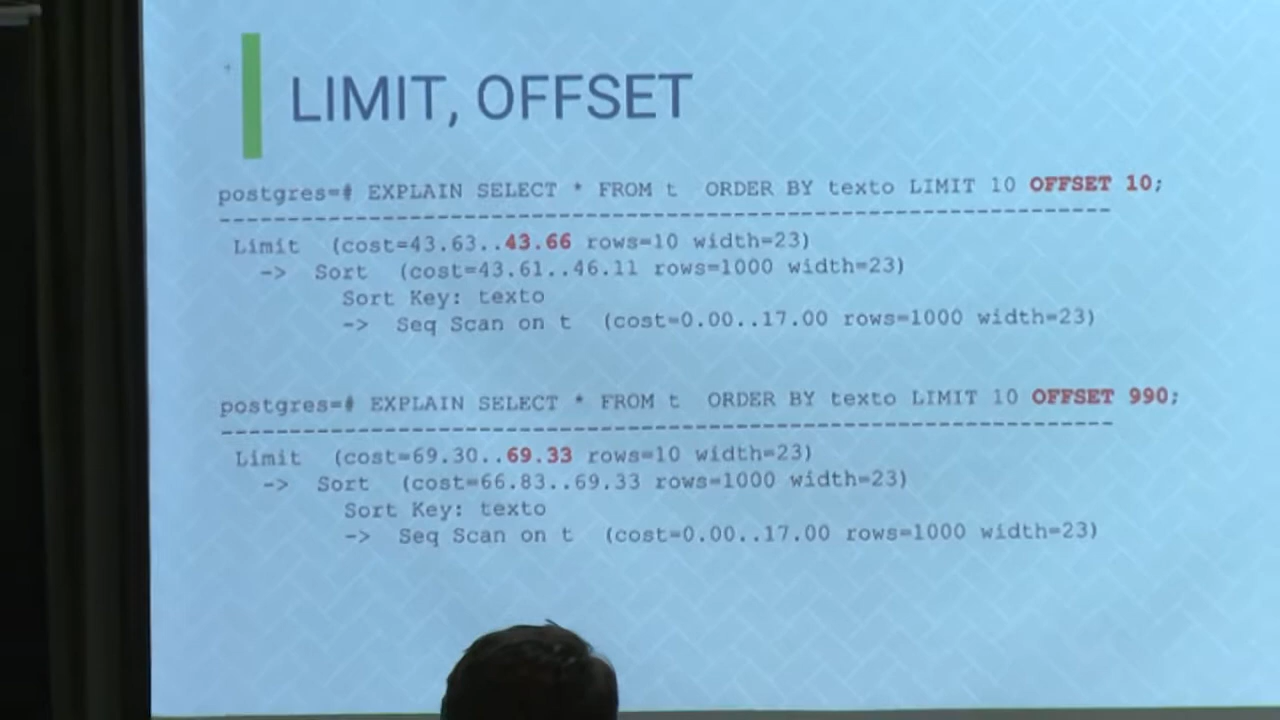 LIMIT, OFFSET
postgres=# EXPLAIN SELECT * FROM t  ORDER BY texto LIMIT 10 OFFSET 10;
-------------------------------------------------------------------
Limit  (cost=43.63..43.66 rows=10 width=23)
->  Sort  (cost=43.61..46.11 rows=1000 width=23)
Sort Key: texto
->  Seq Scan on t  (cost=0.00..17.00 rows=1000 width=23)
postgres=# EXPLAIN SELECT * FROM t  ORDER BY texto LIMIT 10 OFFSET 990;
-------------------------------------------------------------------
Limit  (cost=69.30..69.33 rows=10 width=23)
->  Sort  (cost=66.83..69.33 rows=1000 width=23)
Sort Key: texto
->  Seq Scan on t  (cost=0.00..17.00 rows=1000 width=23)